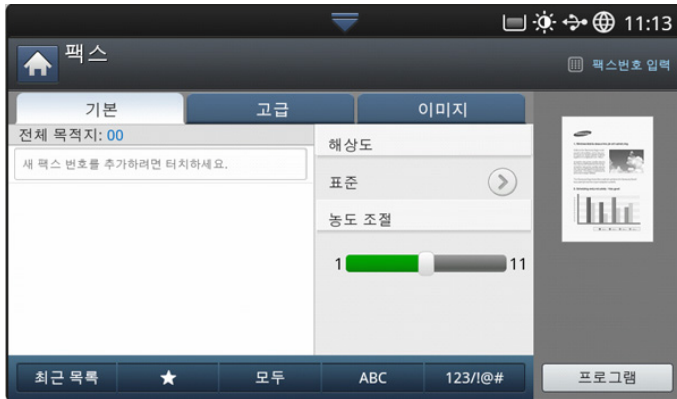 11:13
팩스
팩스번호 입력
기본
고급
이미지
전체 목적지: 00
새 팩스 번호를 추가하려면 터치하세요.
해상도
표준
농도 조절
1
11
최근 목록
★
모두
ABC
123/!@#
프로그램